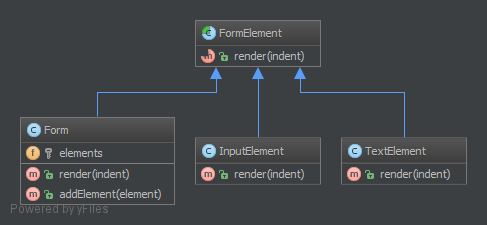 C FormElement
m render(indent)
C Form
f elements
m render(indent)
m addElement(element)
C InputElement
m render(indent)
C TextElement
m render(indent)
Powered by yFiles